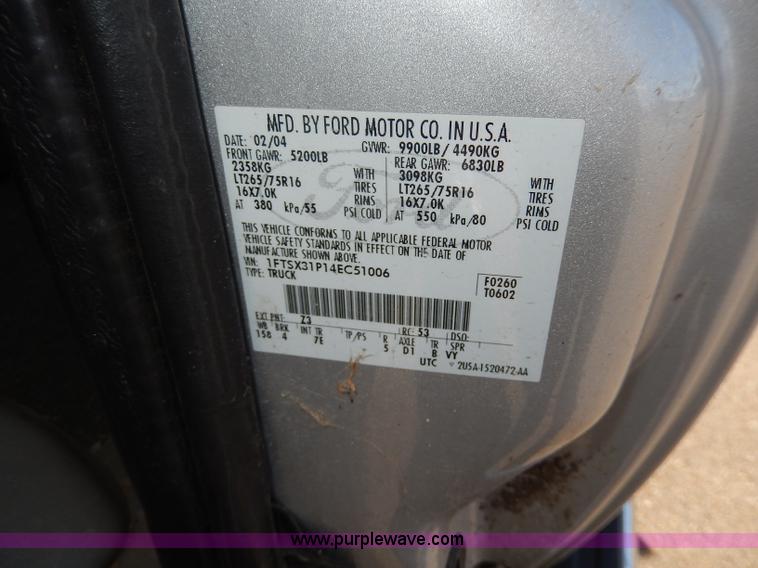 MFD. BY FORD MOTOR CO. IN U.S.A.
DATE: 02/04 GVWR: 9900LB/ 4490KG
FRONT GAWR: 5200LB REAR GAWR: 6830LB
2358KG WITH 3098KG WITH
LT265/75R16 TIRES LT265/75R16 TIRES
16X7.0K RIMS 16X7.0K RIMS
AT 380 kPa/55 PSI COLD AT 550 kPa/80 PSI COLD
THIS VEHICLE CONFORMS TO ALL APPLICABLE FEDERAL MOTOR
VEHICLE SAFETY STANDARDS IN EFFECT ON THE DATE OF
MANUFACTURE SHOWN ABOVE.
VIN: 1FTSX31P14EC51006
TYPE: TRUCK
F0260
T0602
EXT PNT: Z3 RC: 53 DSO:
WB BRK INT TR TP/PS R AXLE TR SPR
158 4 7E 5 D1 B VY
UTC 2U5A-1520472-AA
Ford
www.purplewave.com